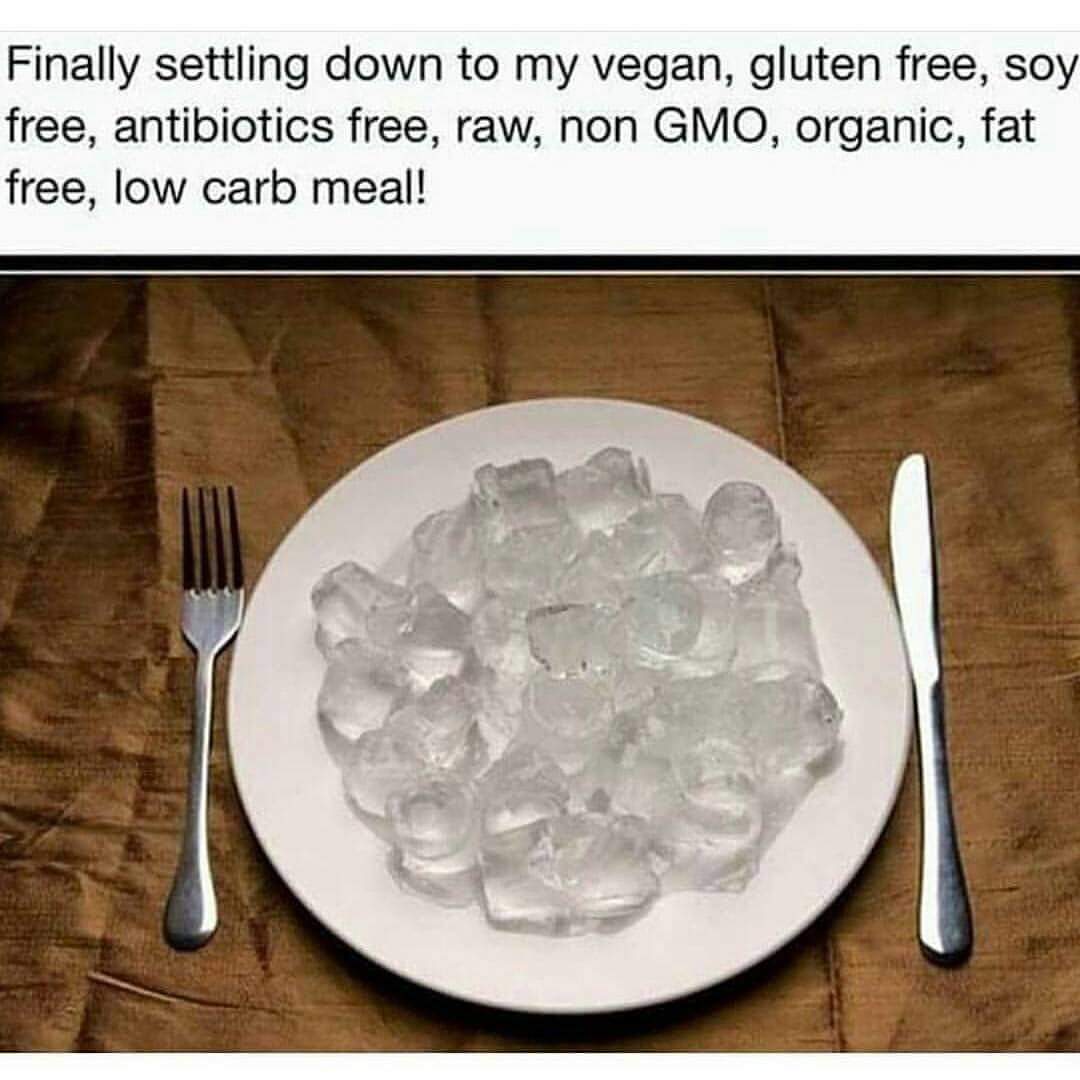 Finally settling down to my vegan, gluten free, soy
free, antibiotics free, raw, non GMO, organic, fat
free, low carb meal!